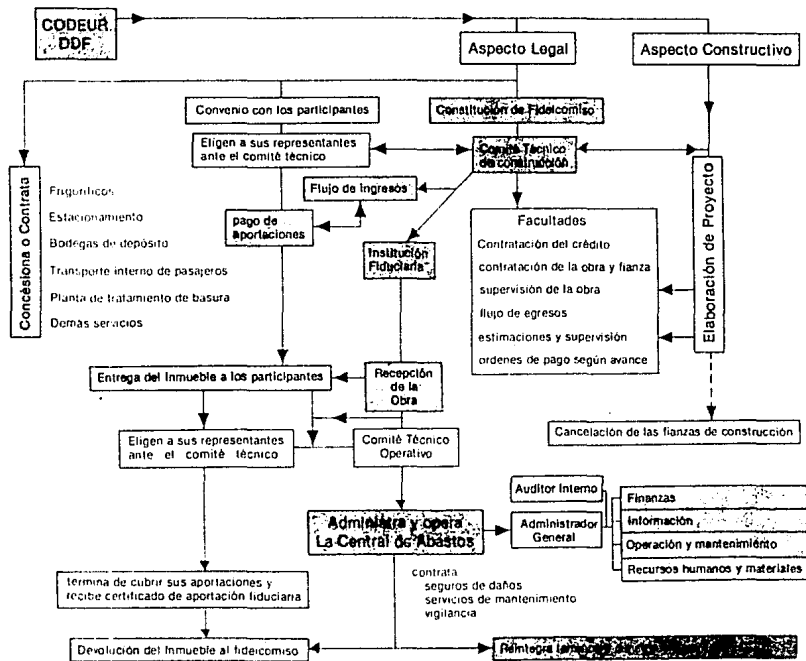 CODEUR
DDF
Aspecto Legal
Aspecto Constructivo
Convenio con los participantes
Constitución de Fideicomiso
Eligen a sus representantes
ante el comité técnico
Comité Técnico
de construcción
Concesiona o Contrata
Frigoríficos
Estacionamiento
Bodegas de depósito
Transporte interno de pasajeros
Planta de tratamiento de basura
Demás servicios
Flujo de Ingresos
pago de
aportaciones
Institución
Fiduciaria
Facultades
Contratación del crédito
contratación de la obra y fianza
supervisión de la obra
flujo de egresos
estimaciones y supervisión
ordenes de pago según avance
Elaboración de Proyecto
Entrega del Inmueble a los participantes
Recepción
de la
Obra
Cancelación de las fianzas de construcción
Eligen a sus representantes
ante el comité técnico
Comité Técnico
Operativo
Administra y opera
La Central de Abastos
Auditor Interno
Administrador
General
Finanzas
Información
Operación y mantenimiento
Recursos humanos y materiales
termina de cubrir sus aportaciones y
recibe certificado de aportación fiduciaria
contrata
seguros de daños
servicios de mantenimiento
vigilancia
Devolución del Inmueble al fideicomiso
Reintegra